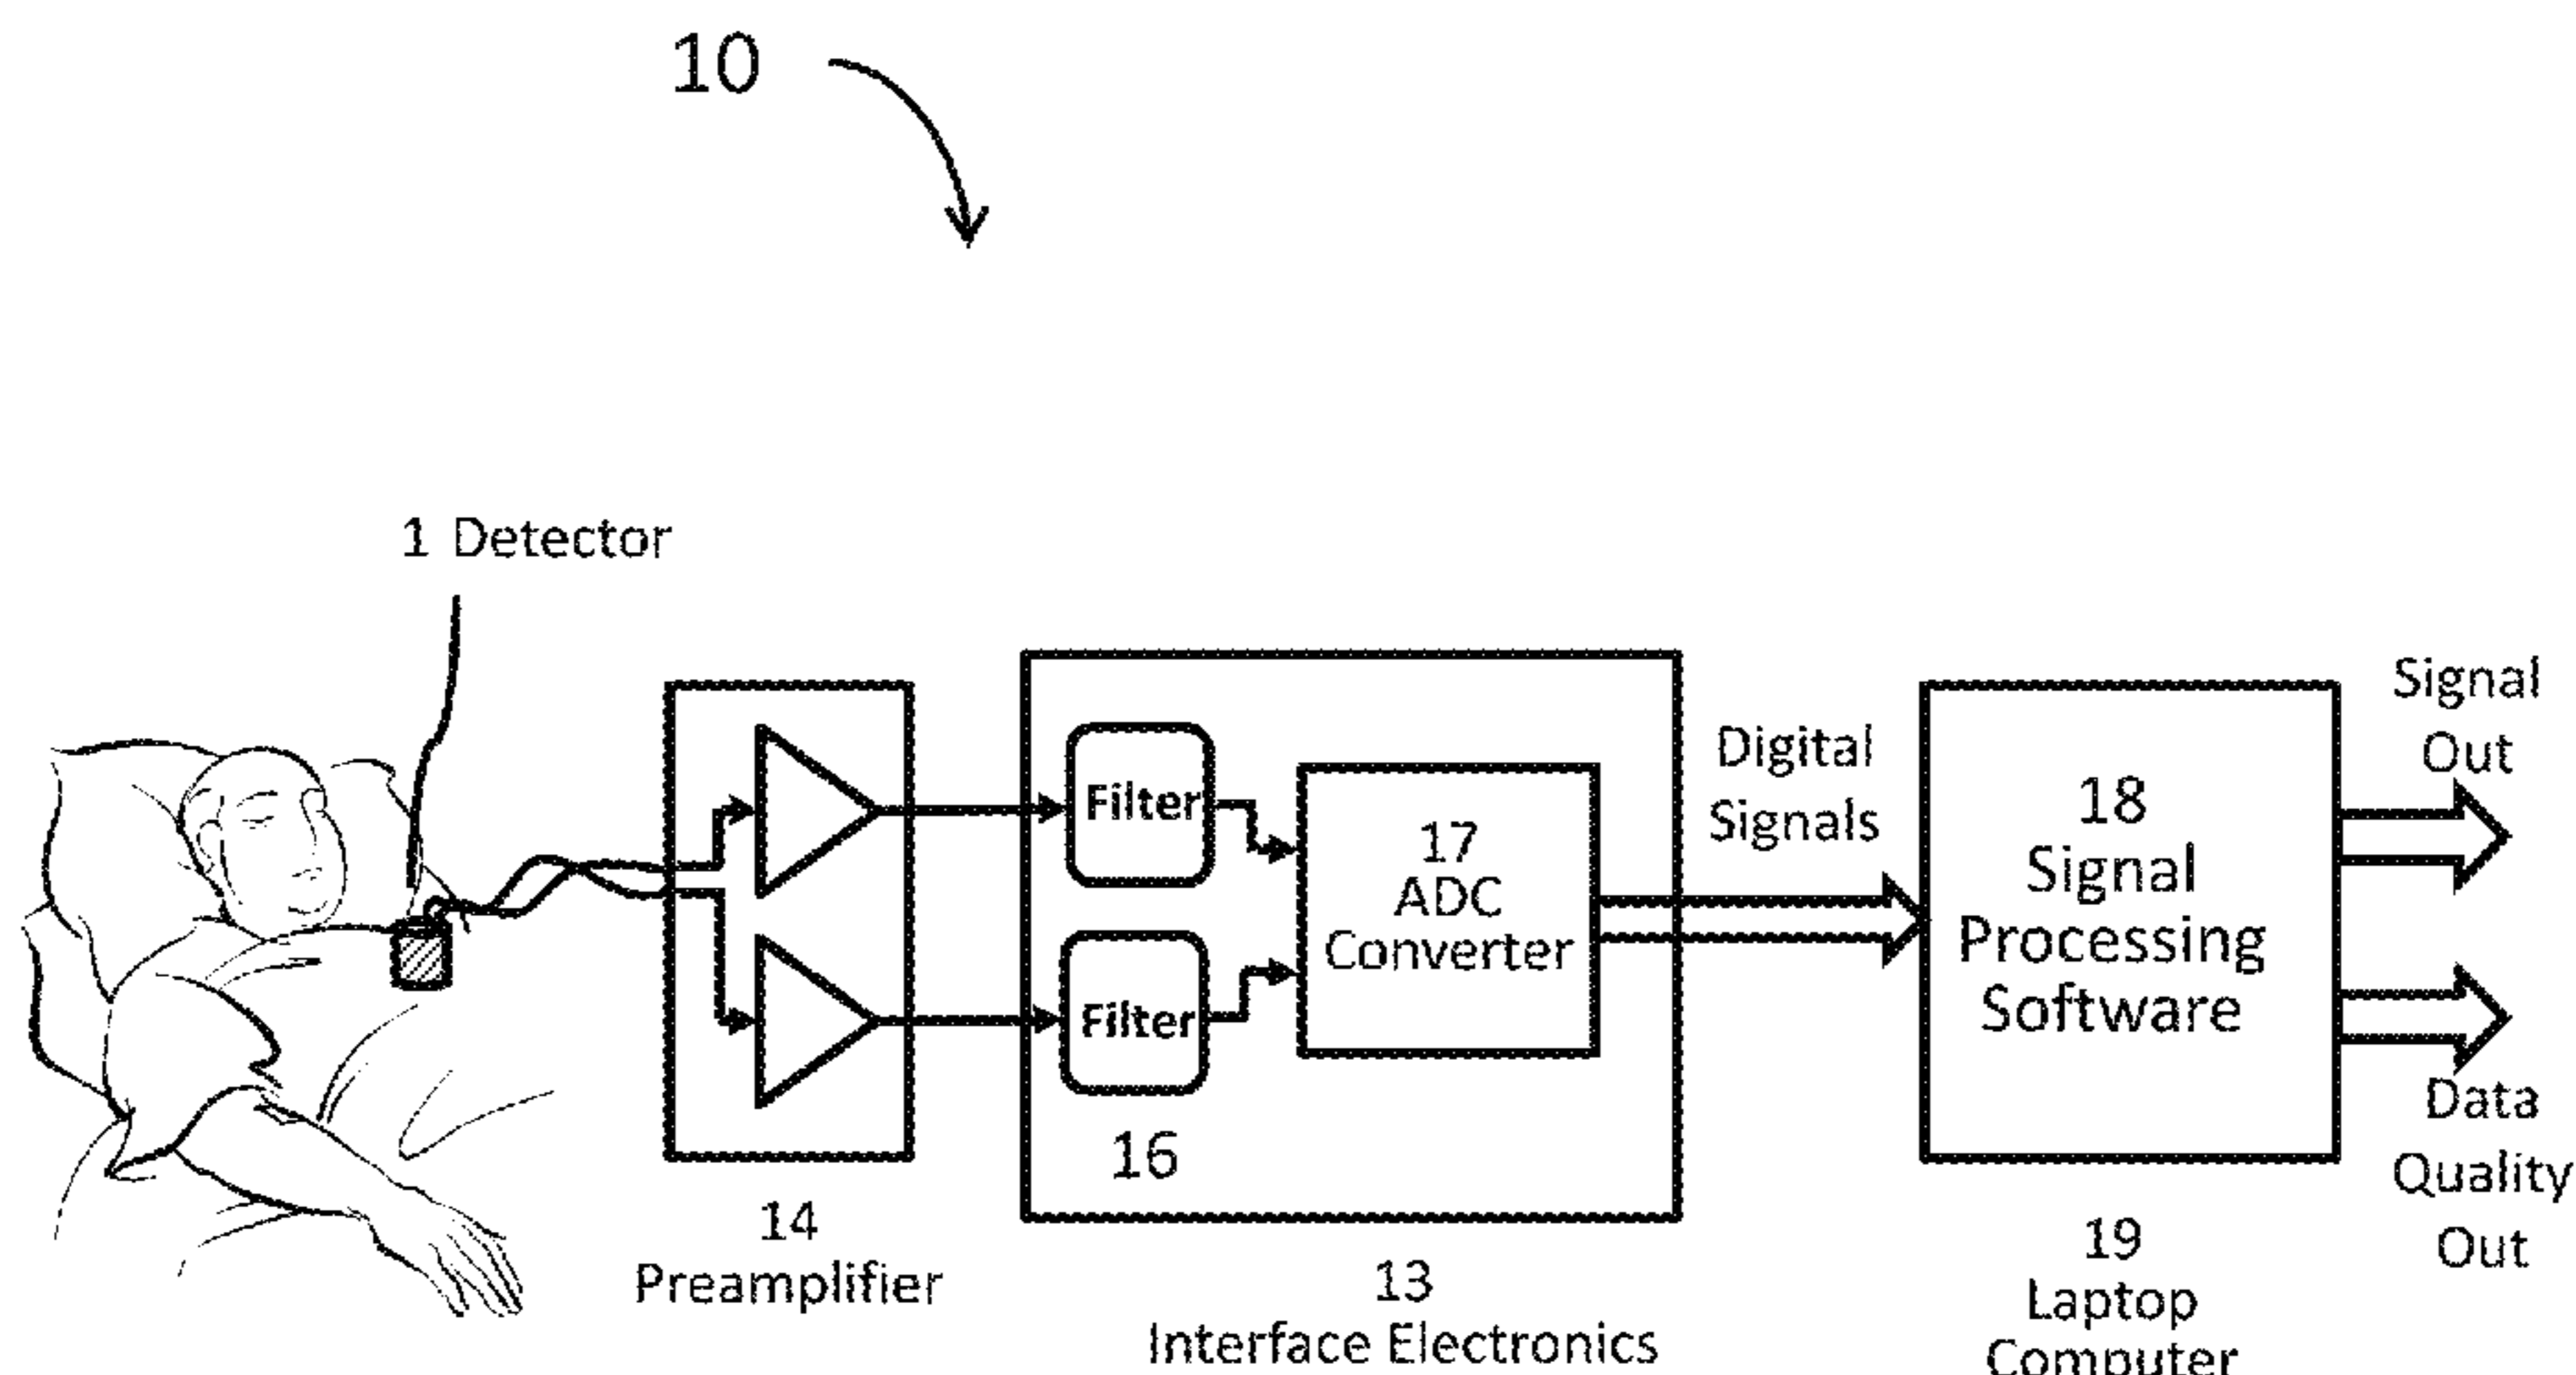 10
1 Detector
14
Preamplifier
Filter
Filter
16
17
ADC
Converter
13
Interface Electronics
Digital
Signals
18
Signal
Processing
Software
19
Laptop
Computer
Signal
Out
Data
Quality
Out